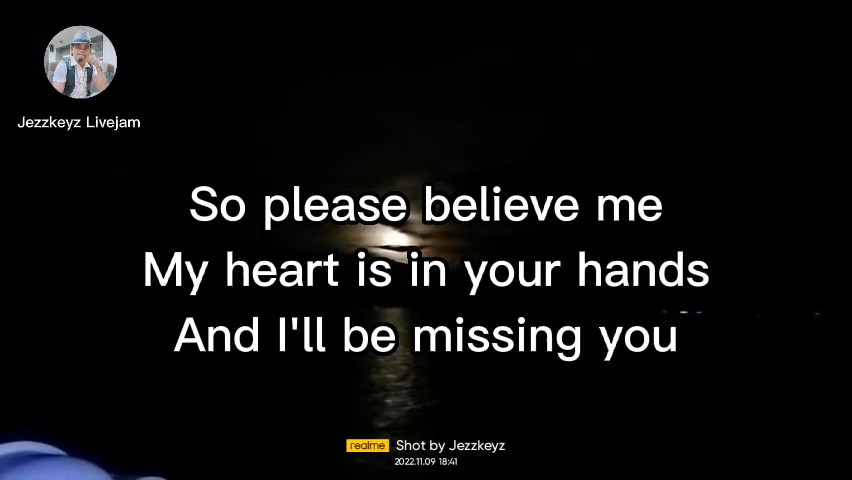 Jezzkeyz Livejam
So please believe me
My heart is in your hands
And I'll be missing you
realme Shot by Jezzkeyz
2022.11.09 18:41